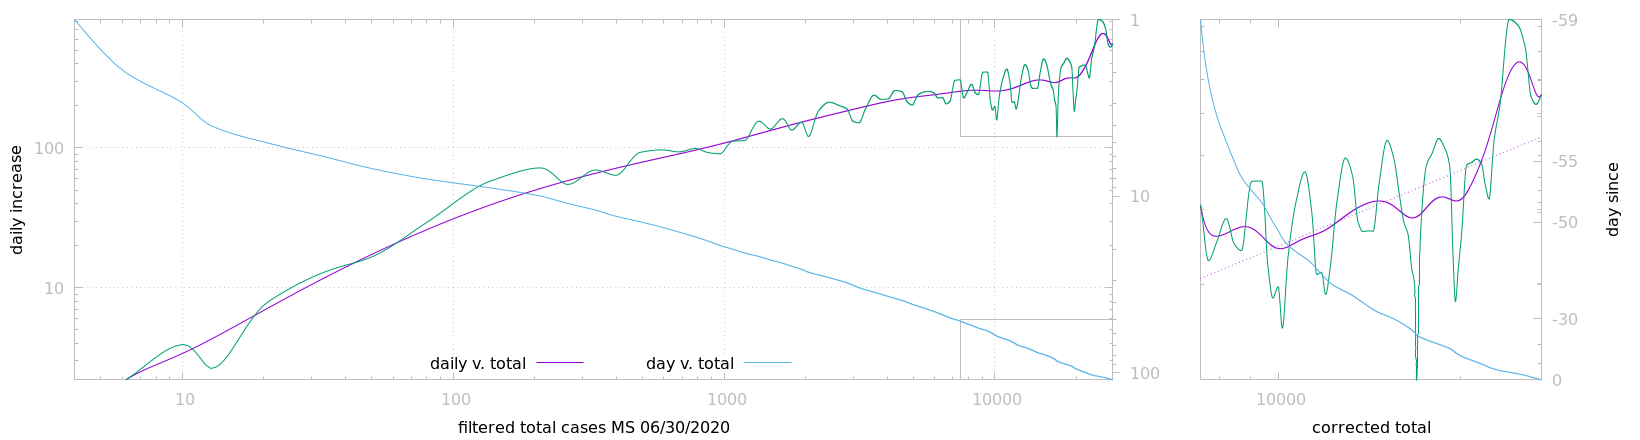 1
-59
100
-55
10
-50
10
-30
daily v. total
day v. total
100
0
10
100
1000
10000
10000
filtered total cases MS 06/30/2020
corrected total
daily increase
day since